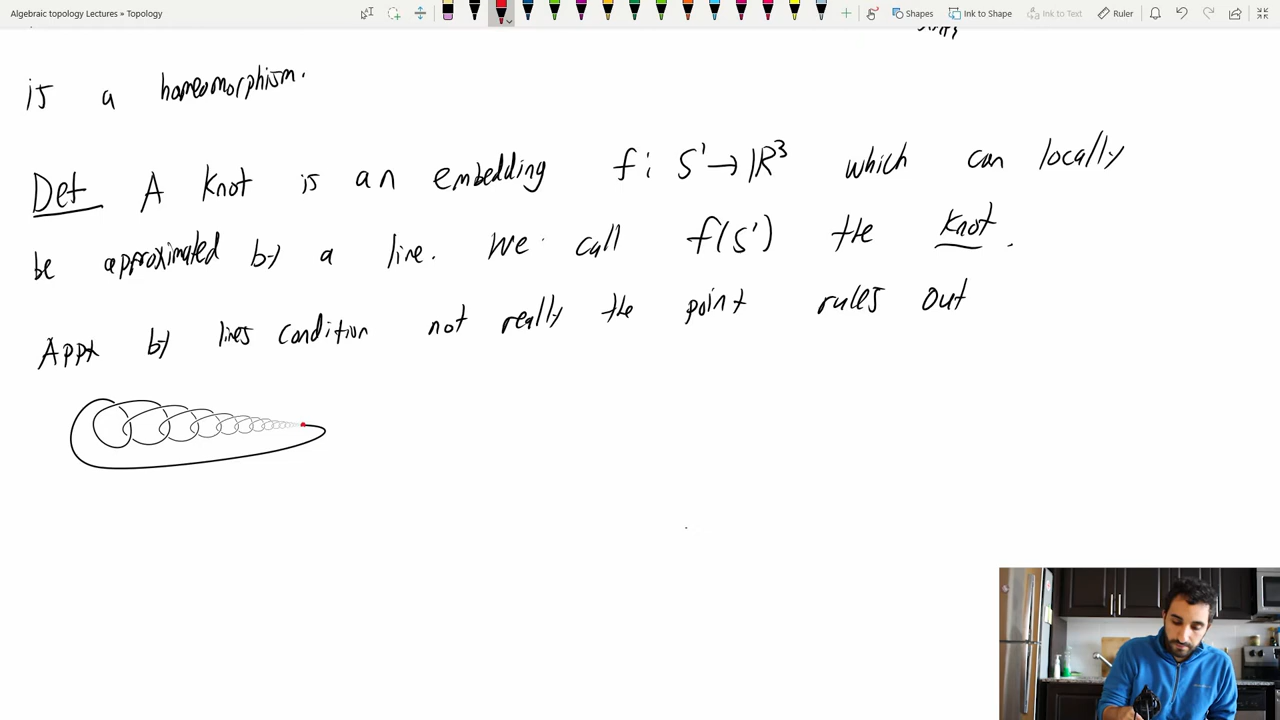 Algebraic topology Lectures » Topology
Shapes Ink to Shape Ink to Text Ruler
is a homeomorphism.
Def A Knot is an embedding f: S¹→ℝ³ which can locally
be approximated by a line. We call f(S¹) the knot.
Appx by lines condition not really the point rules out